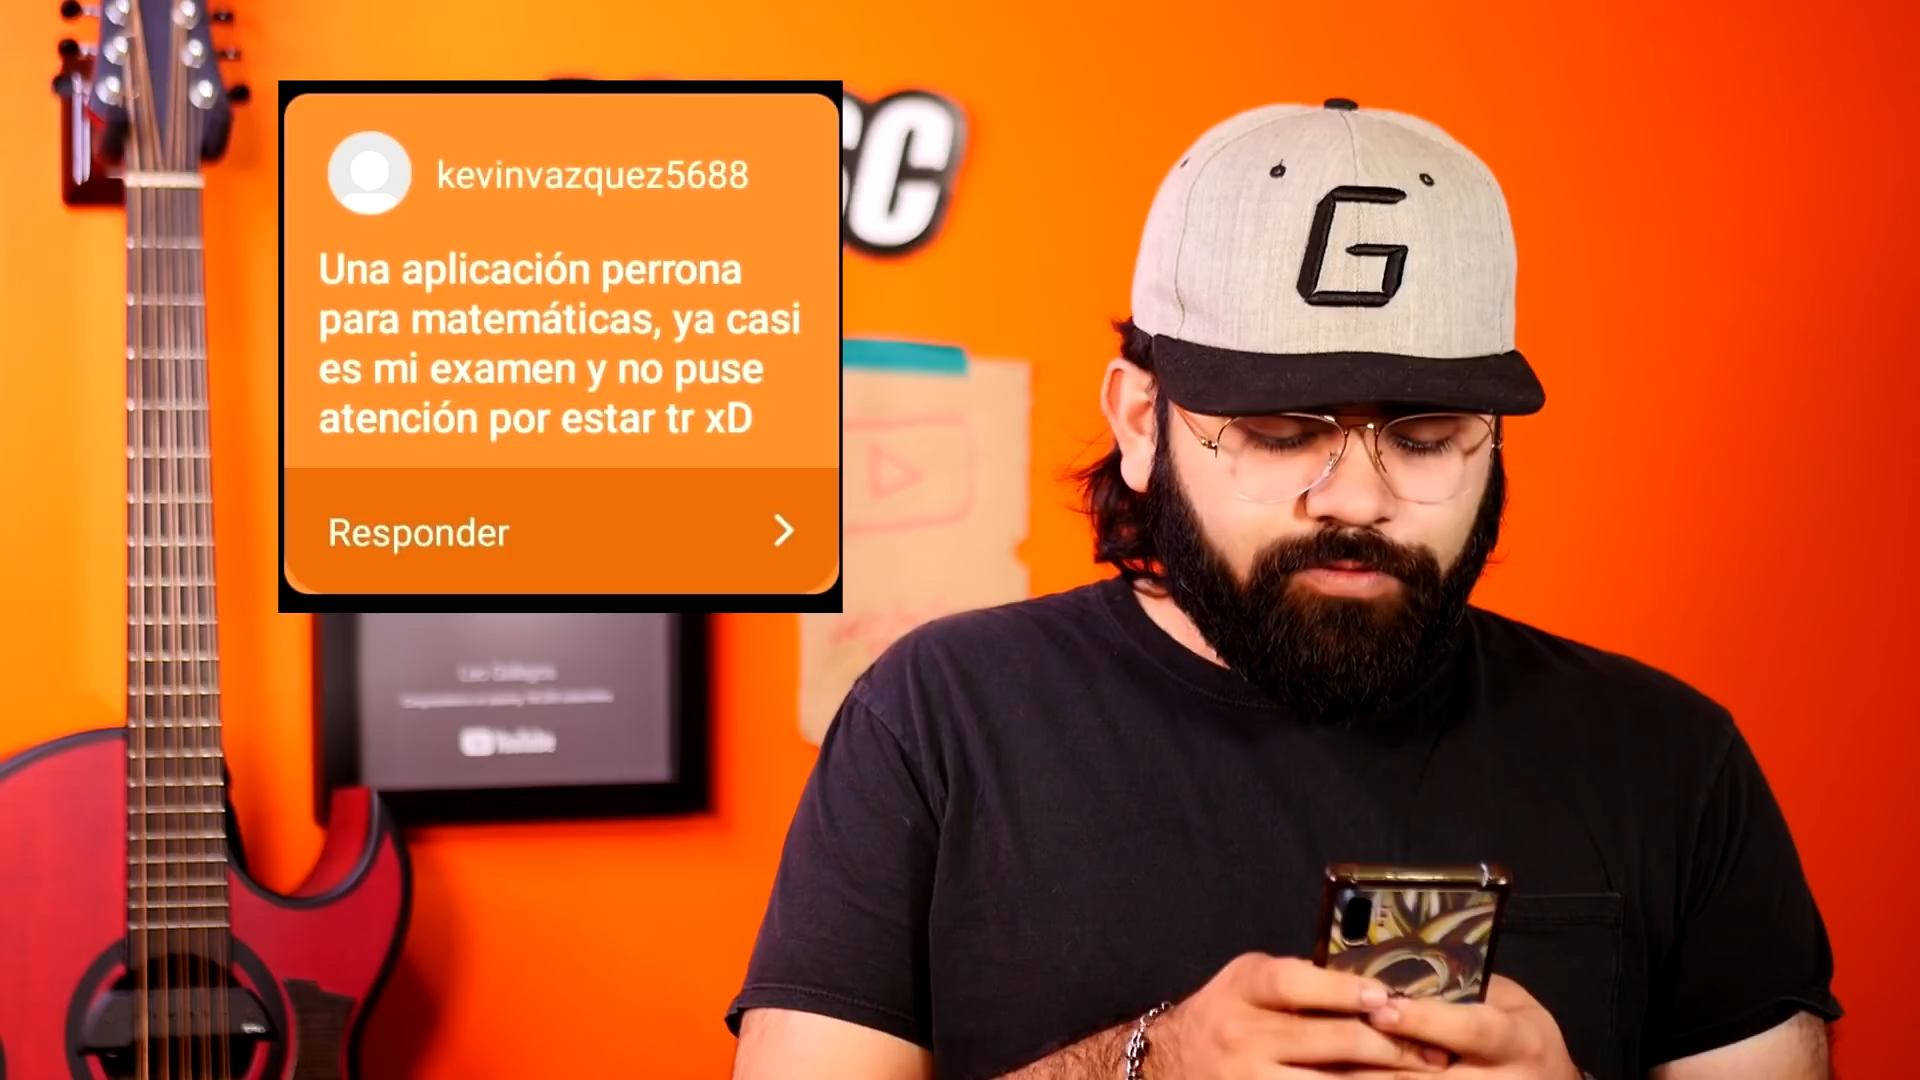 kevinvazquez5688
Una aplicación perrona
para matemáticas, ya casi
es mi examen y no puse
atención por estar tr xD
Responder
G
YouTube